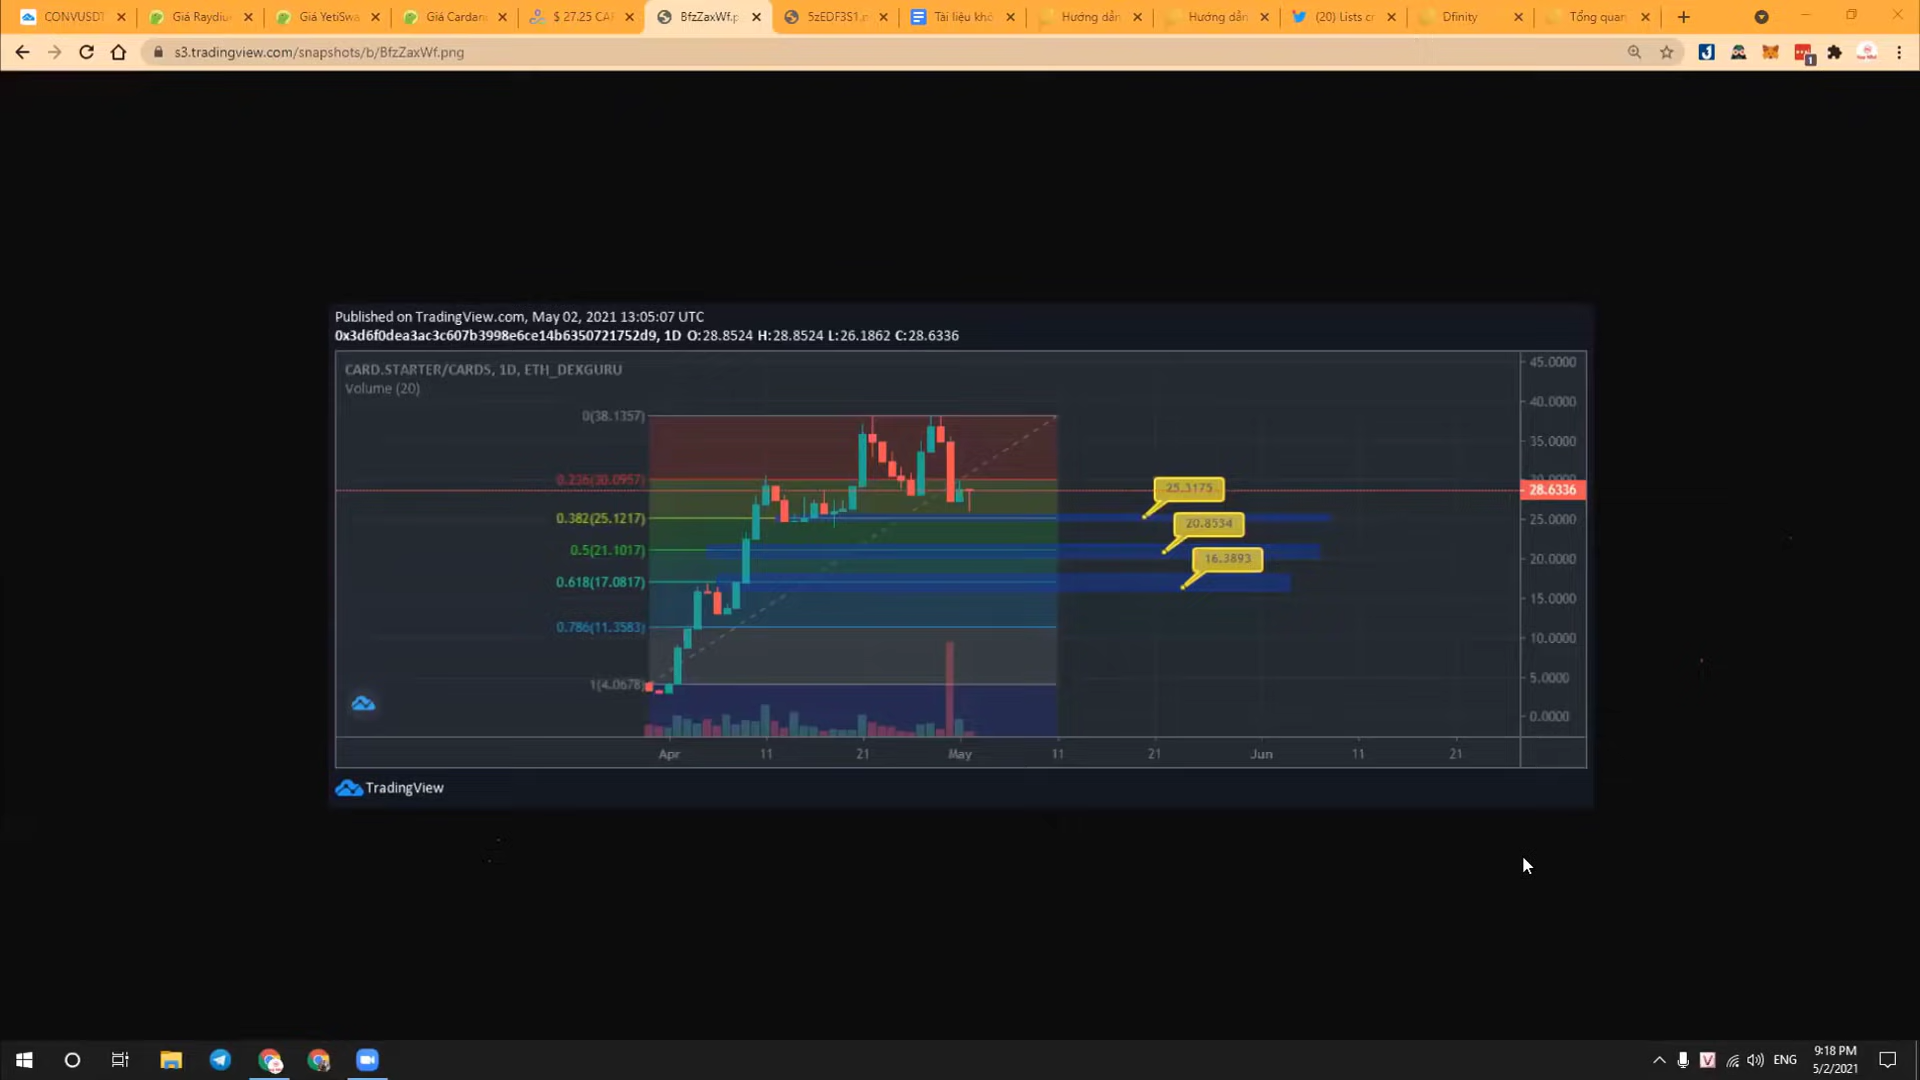 CONVUSDT
Giá Raydiu
Giá YetiSwa
Giá Cardan
$ 27.25 CA
BfzZaxWf.p
5zEDF3S1.
Tài liệu khó
Hướng dẫn
Hướng dẫn
(20) Lists cr
Dfinity
Tổng quan
s3.tradingview.com/snapshots/b/BfzZaxWf.png
Published on TradingView.com, May 02, 2021 13:05:07 UTC
0x3d6f0dea3ac3c607b3998e6ce14b6350721752d9, 1D O:28.8524 H:28.8524 L:26.1862 C:28.6336
CARD.STARTER/CARDS, 1D, ETH_DEXGURU
Volume (20)
45.0000
40.0000
35.0000
28.6336
25.0000
20.0000
15.0000
10.0000
5.0000
0.0000
0(38.1357)
0.236(30.0957)
0.382(25.1217)
0.5(21.1017)
0.618(17.0817)
0.786(11.3583)
1(4.0678)
25.3175
20.8534
16.3893
Apr 11 21 May 11 21 Jun 11 21
TradingView
ENG
9:18 PM
5/2/2021